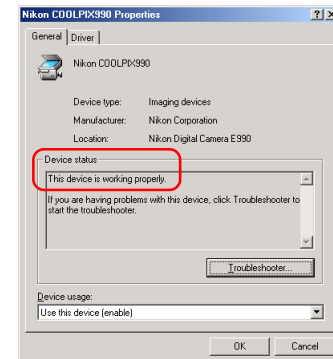 Nikon COOLPIX990 Properties
General Driver
Nikon COOLPIX990
Device type: Imaging devices
Manufacturer: Nikon Corporation
Location: Nikon Digital Camera E990
Device status
This device is working properly.
If you are having problems with this device, click Troubleshooter to
start the troubleshooter.
Troubleshooter...
Device usage:
Use this device (enable)
OK Cancel